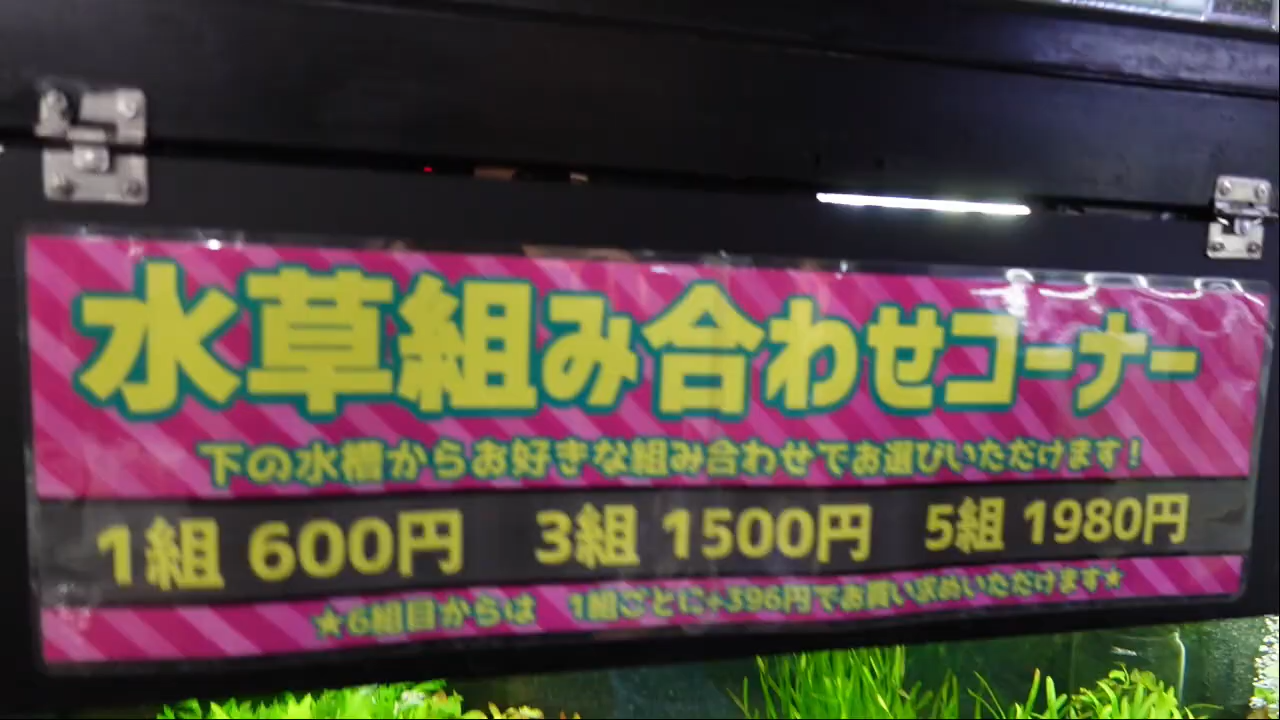 水草組み合わせコーナー
下の水槽からお好きな組み合わせでお選びいただけます!
1組 600円 3組 1500円 5組 1980円
★6組目からは 1組ごとに+396円でお買い求めいただけます★